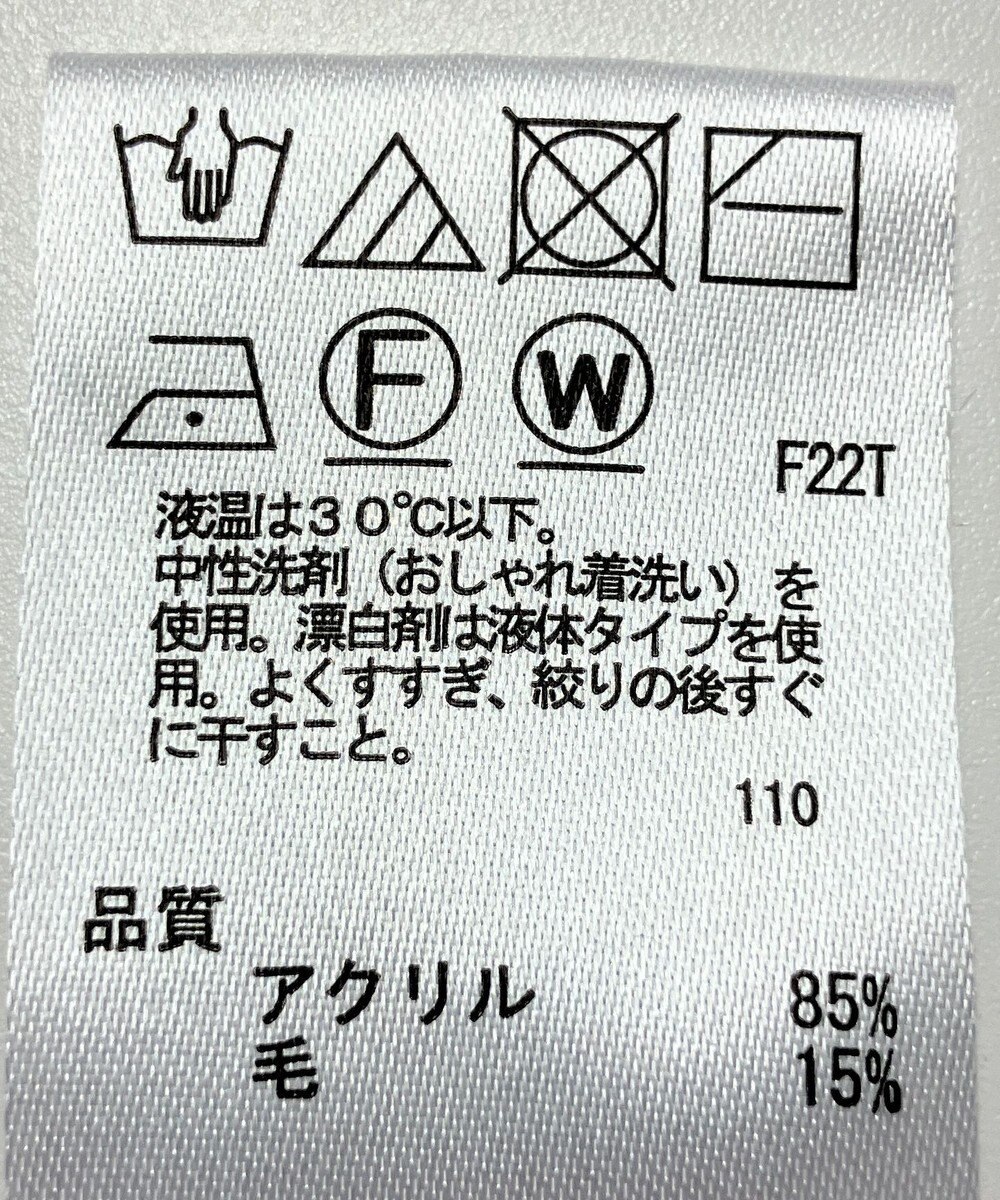 F W
F22T
液温は30℃以下。
中性洗剤（おしゃれ着洗い）を
使用。漂白剤は液体タイプを使
用。よくすすぎ、絞りの後すぐ
に干すこと。
110
品質
アクリル 85%
毛 15%